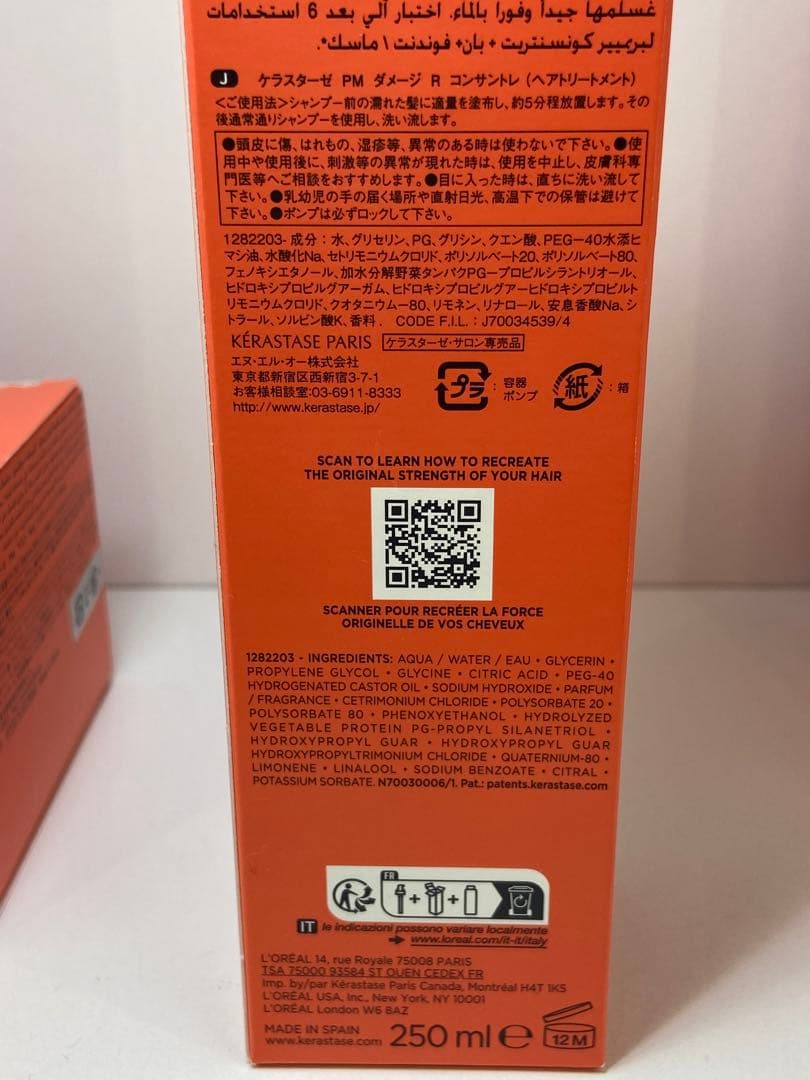 غسلمها جيداً وفوراً بالماء. اختبار آلي بعد 6 استخدامات
لبريميير كونسنتريت + بان+ فوندنت \ ماسك*.
J ケラスターゼ PM ダメージ R コンサントレ（ヘアトリートメント）
＜ご使用法＞シャンプー前の濡れた髪に適量を塗布し、約5分程放置します。その
後通常通りシャンプーを使用し、洗い流します。
●頭皮に傷、はれもの、湿疹等、異常のある時は使わないで下さい。●使
用中や使用後に、刺激等の異常が現れた時は、使用を中止し、皮膚科専
門医等へご相談をおすすめします。●目に入った時は、直ちに洗い流して
下さい。●乳幼児の手の届く場所や直射日光、高温下での保管は避けて
下さい。●ポンプは必ずロックして下さい。
1282203- 成分：水、グリセリン、PG、グリシン、クエン酸、PEG－40水添ヒ
マシ油、水酸化Na、セトリモニウムクロリド、ポリソルベート20、ポリソルベート80、
フェノキシエタノール、加水分解野菜タンパクPGープロピルシラントリオール、
ヒドロキシプロピルグアーガム、ヒドロキシプロピルグアーヒドロキシプロピルト
リモニウムクロリド、クオタニウムー80、リモネン、リナロール、安息香酸Na、シ
トラール、ソルビン酸K、香料 . CODE F.I.L. : J70034539/4
KÉRASTASE PARIS ケラスターゼ・サロン専売品
エヌ・エル・オー株式会社
東京都新宿区西新宿3-7-1
お客様相談室:03-6911-8333
http://www.kerastase.jp/
プラ : 容器 ポンプ 紙 : 箱
SCAN TO LEARN HOW TO RECREATE
THE ORIGINAL STRENGTH OF YOUR HAIR
SCANNER POUR RECRÉER LA FORCE
ORIGINELLE DE VOS CHEVEUX
1282203 - INGREDIENTS: AQUA / WATER / EAU • GLYCERIN •
PROPYLENE GLYCOL • GLYCINE • CITRIC ACID • PEG-40
HYDROGENATED CASTOR OIL • SODIUM HYDROXIDE • PARFUM
/ FRAGRANCE • CETRIMONIUM CHLORIDE • POLYSORBATE 20 •
POLYSORBATE 80 • PHENOXYETHANOL • HYDROLYZED
VEGETABLE PROTEIN PG-PROPYL SILANETRIOL •
HYDROXYPROPYL GUAR • HYDROXYPROPYL GUAR
HYDROXYPROPYLTRIMONIUM CHLORIDE • QUATERNIUM-80 •
LIMONENE • LINALOOL • SODIUM BENZOATE • CITRAL •
POTASSIUM SORBATE. N70030006/1. Pat.: patents.kerastase.com
FR
IT le indicazioni possono variare localmente
www.loreal.com/it-it/italy
L'ORÉAL 14, rue Royale 75008 PARIS
TSA 75000 93584 ST OUEN CEDEX FR
Imp. by/par Kérastase Paris Canada, Montréal H4T 1K5
L'ORÉAL USA, Inc., New York, NY 10001
L'ORÉAL London W6 8AZ
MADE IN SPAIN
www.kerastase.com
250 ml e 12 M